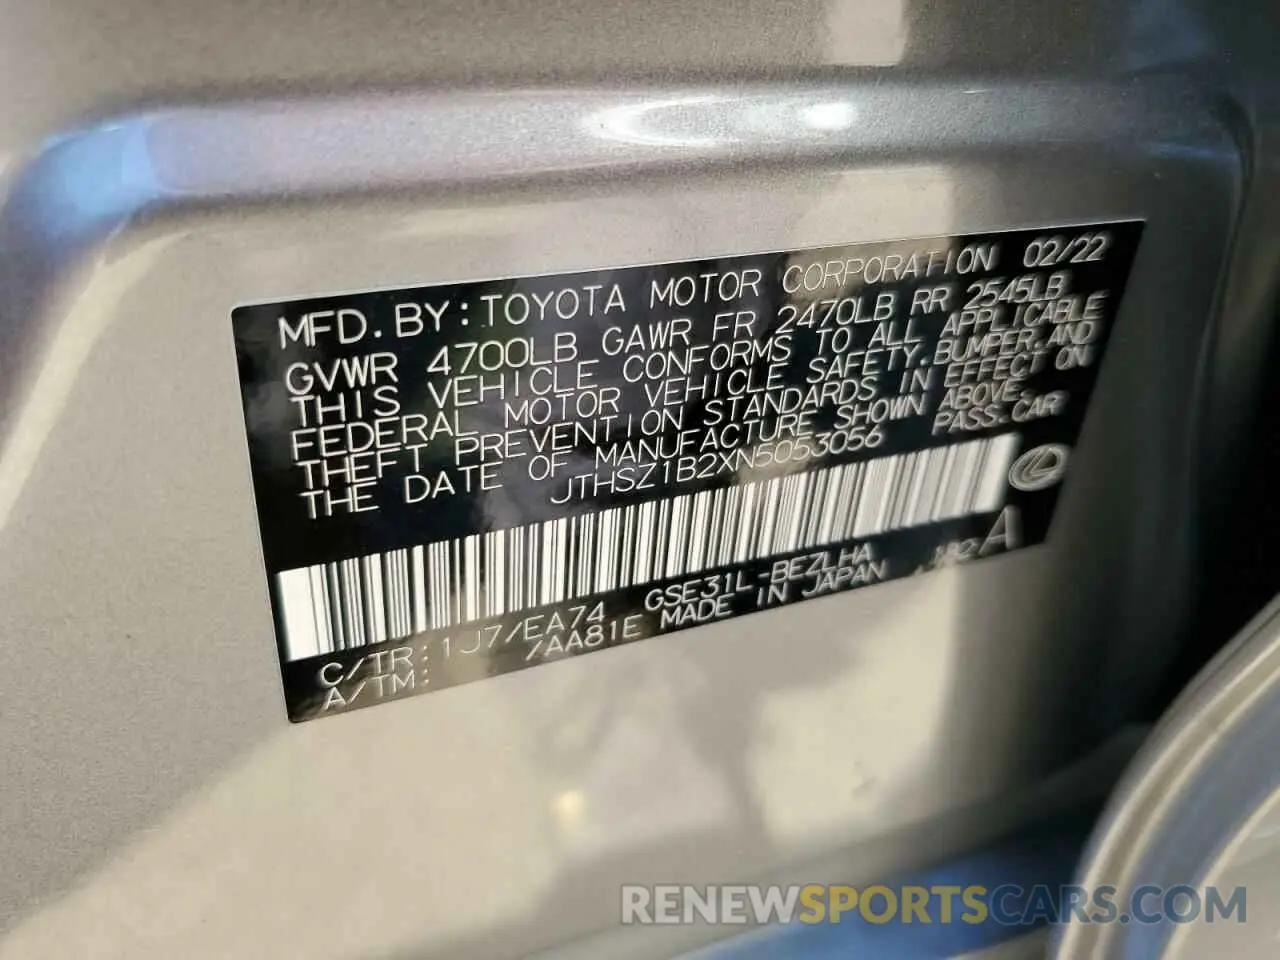 MFD. BY: TOYOTA MOTOR CORPORATION 02/22
GVWR 4700LB GAWR FR 2470LB RR 2545LB
THIS VEHICLE CONFORMS TO ALL APPLICABLE
FEDERAL MOTOR VEHICLE SAFETY, BUMPER, AND
THEFT PREVENTION STANDARDS IN EFFECT ON
THE DATE OF MANUFACTURE SHOWN ABOVE.
JTHSZ1B2XN5053056 PASS. CAR
C/TR: 1J7/EA74 GSE31L-BEZLHA
A/TM: /AA81E MADE IN JAPAN A
RENEWSPORTSCARS.COM